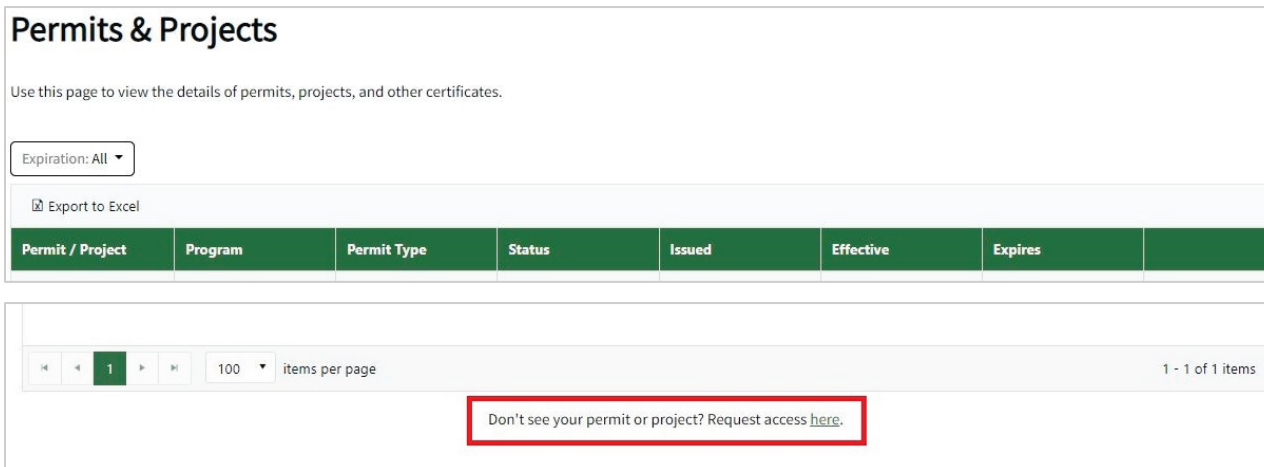 Permits & Projects
Use this page to view the details of permits, projects, and other certificates.
Expiration: All
Export to Excel
Permit / Project Program Permit Type Status Issued Effective Expires
1 100 items per page 1 - 1 of 1 items
Don't see your permit or project? Request access here.